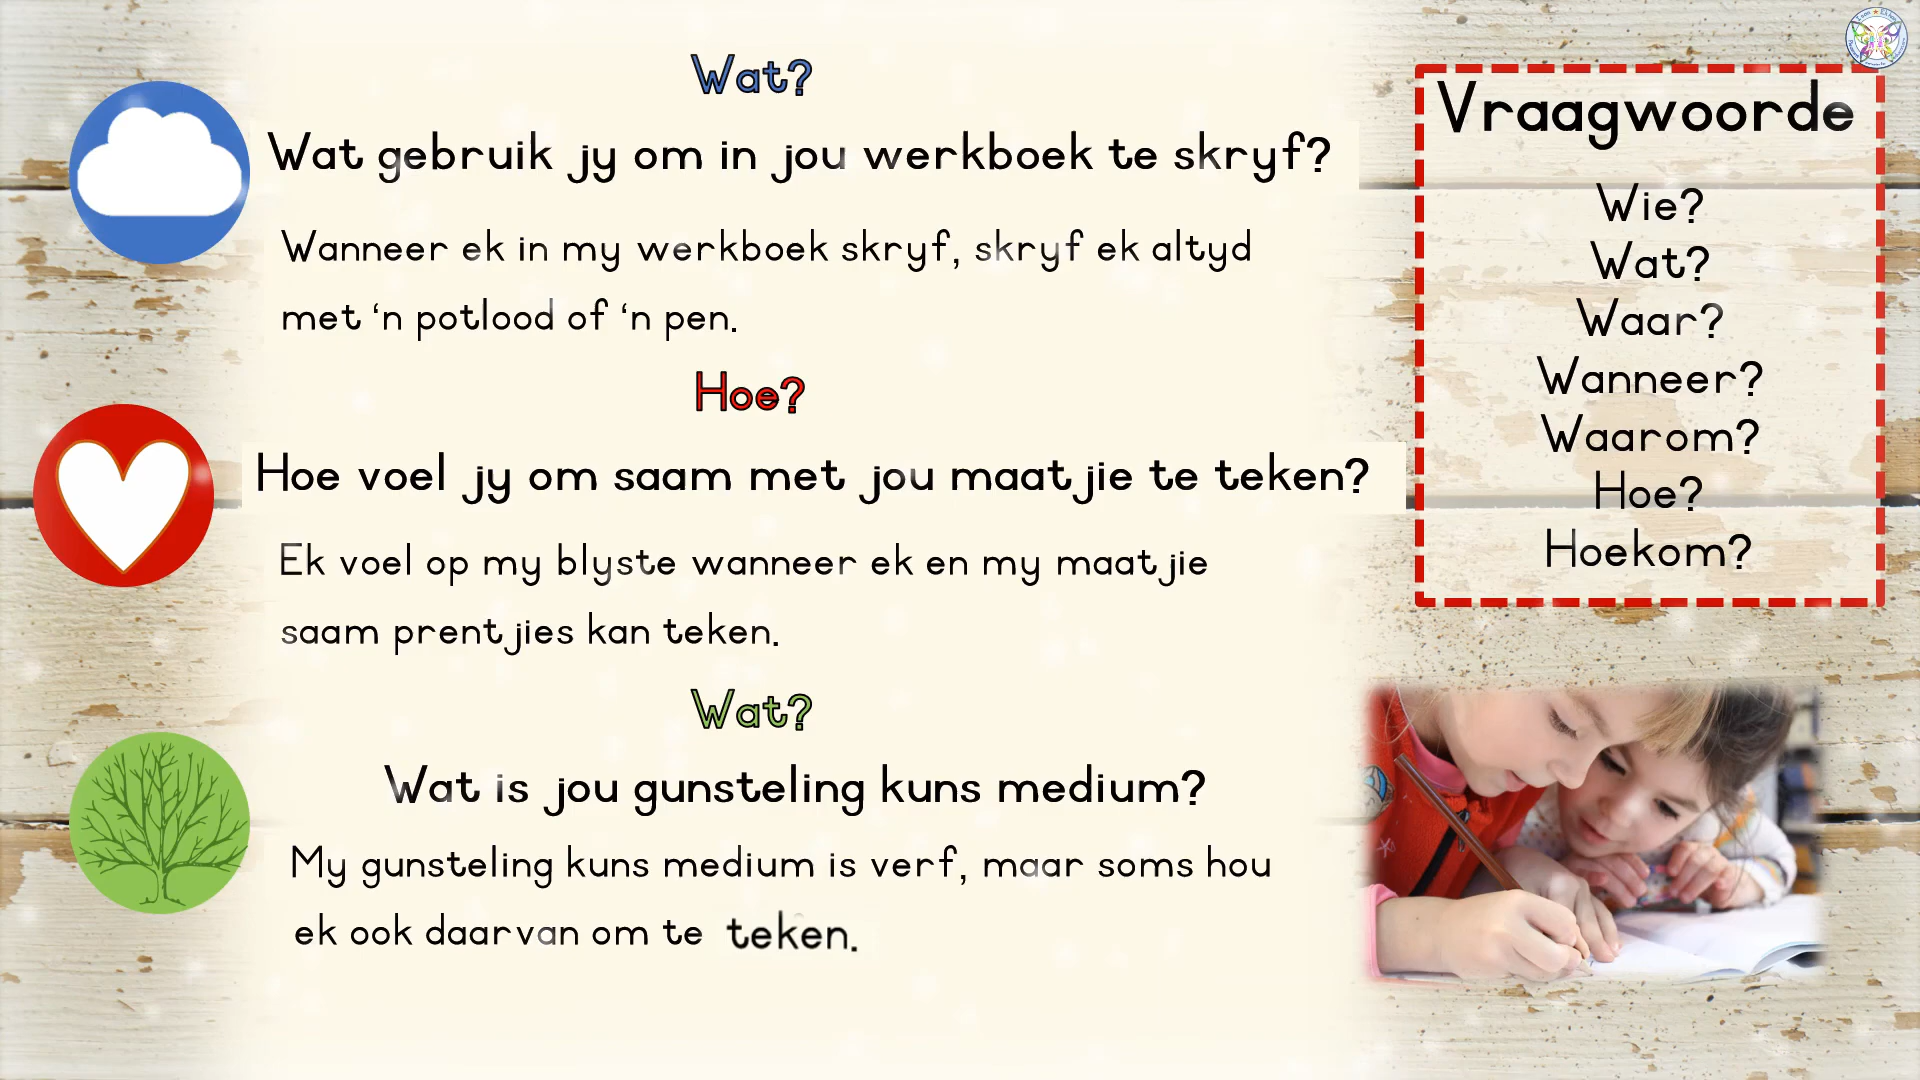 Wat?
Wat gebruik jy om in jou werkboek te skryf?
Wanneer ek in my werkboek skryf, skryf ek altyd
met ‘n potlood of ‘n pen.
Hoe?
Hoe voel jy om saam met jou maatjie te teken?
Ek voel op my blyste wanneer ek en my maatjie
saam prentjies kan teken.
Wat?
Wat is jou gunsteling kuns medium?
My gunsteling kuns medium is verf, maar soms hou
ek ook daarvan om te teken.
Vraagwoorde
Wie?
Wat?
Waar?
Wanneer?
Waarom?
Hoe?
Hoekom?